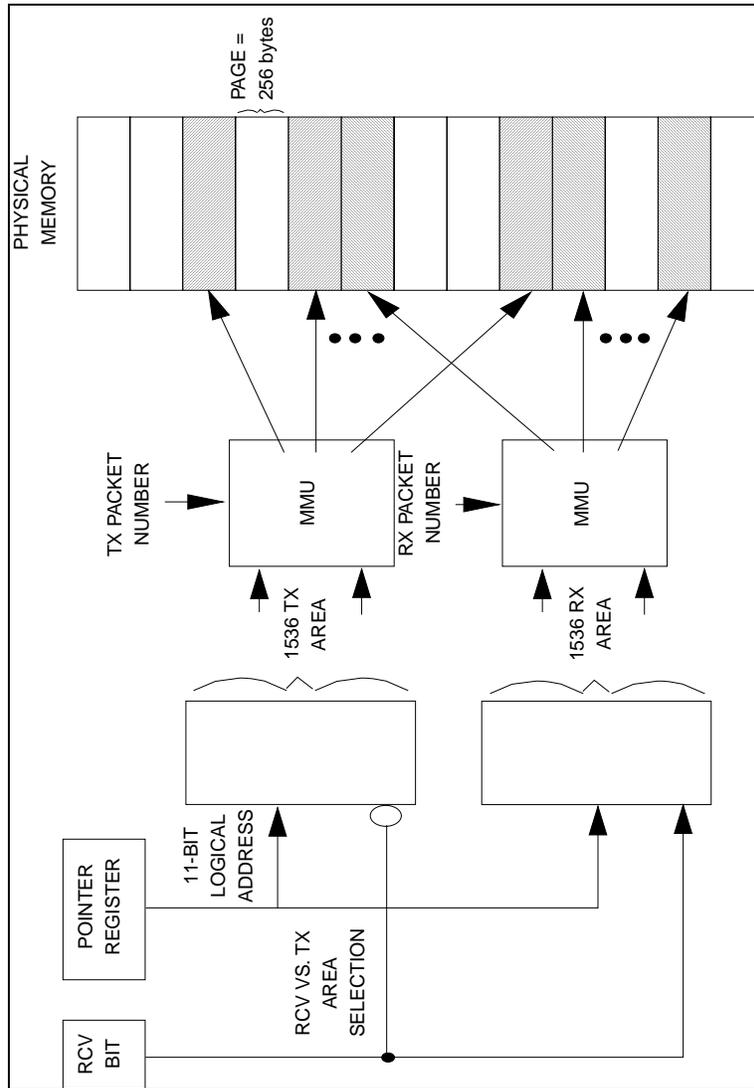 RCV
BIT
POINTER
REGISTER
11-BIT
LOGICAL
ADDRESS
RCV VS. TX
AREA
SELECTION
1536 TX
AREA
1536 RX
AREA
TX PACKET
NUMBER
MMU
RX PACKET
NUMBER
MMU
PHYSICAL
MEMORY
PAGE =
256 bytes